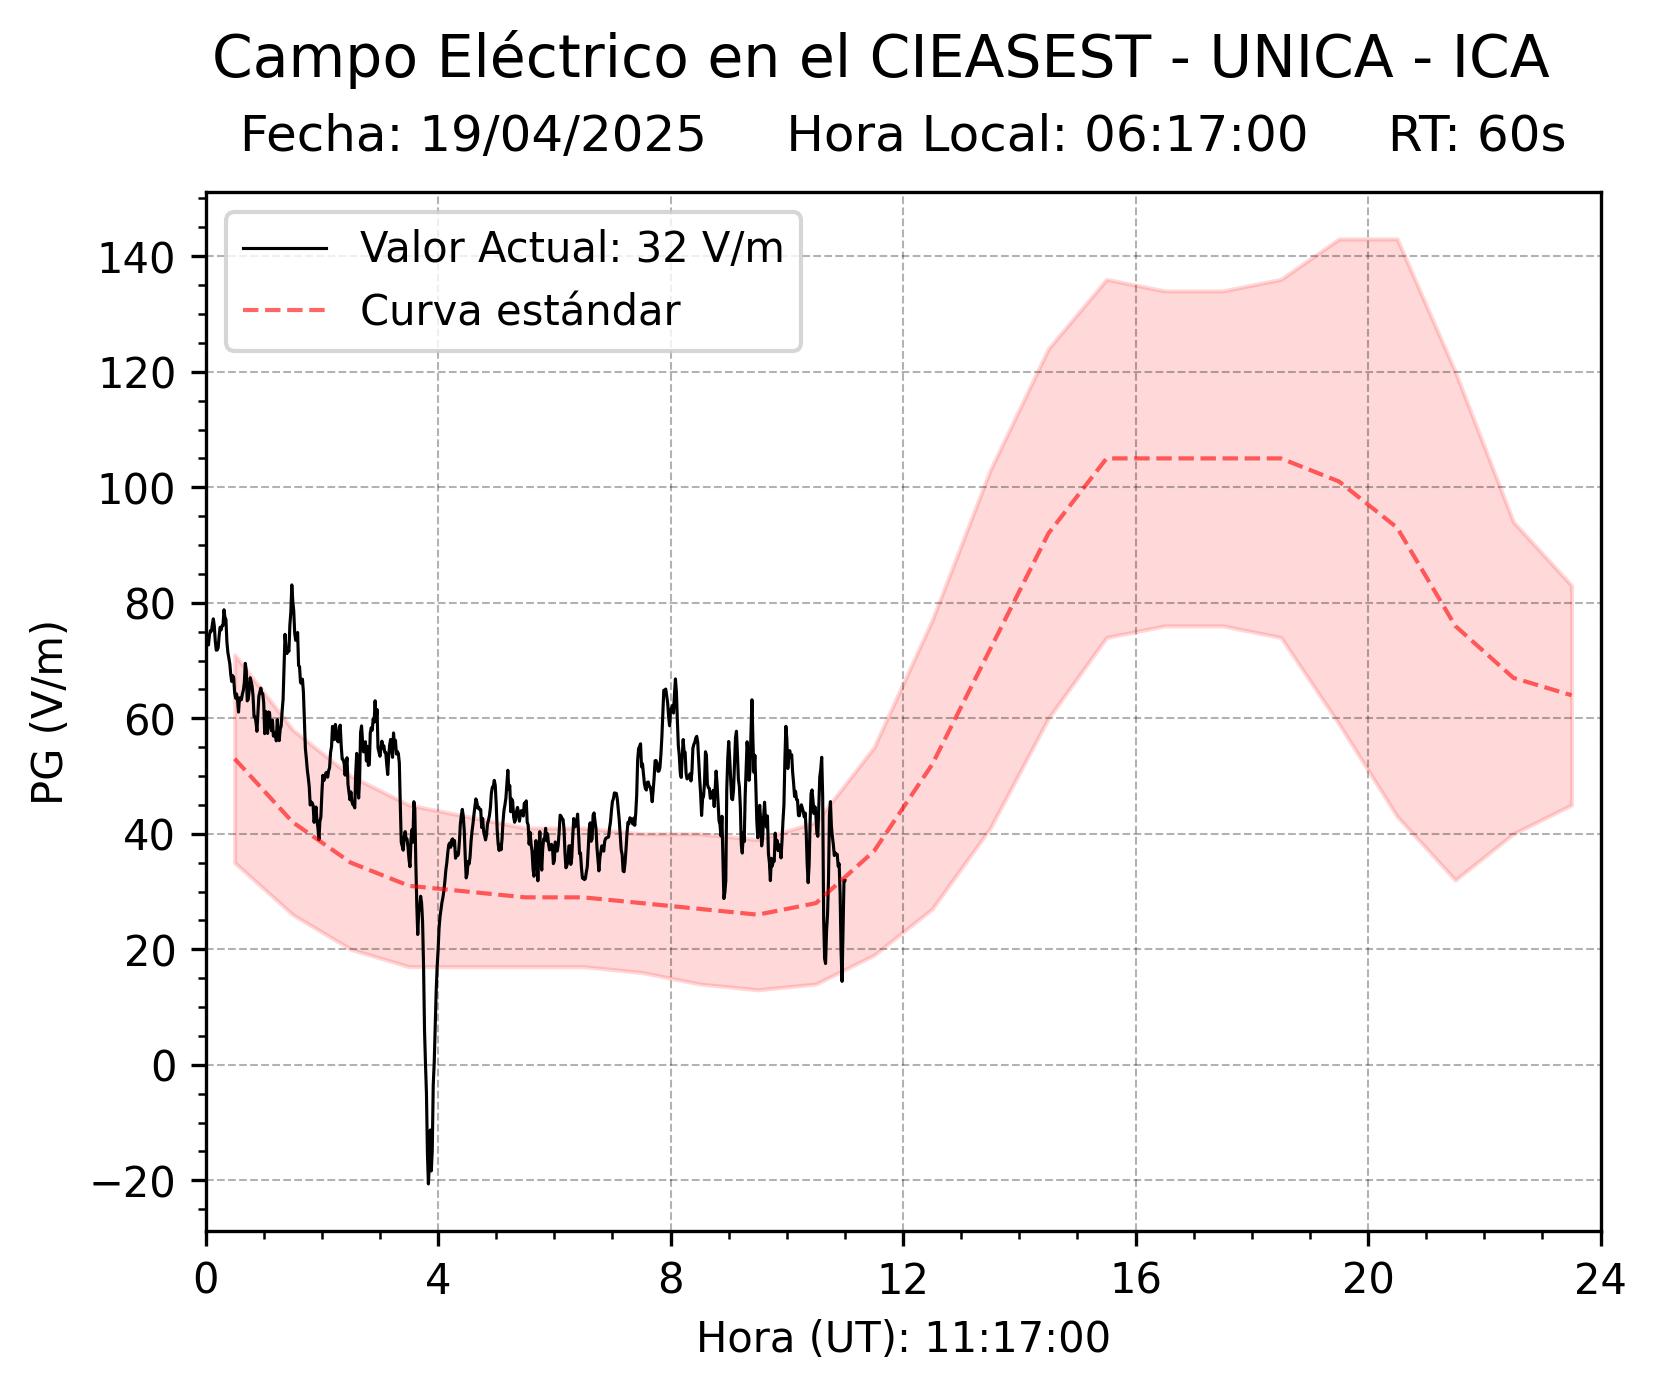 Campo Eléctrico en el CIEASEST - UNICA - ICA
Fecha: 19/04/2025 Hora Local: 06:17:00 RT: 60s
Valor Actual: 32 V/m
Curva estándar
140
120
100
80
60
40
20
0
−20
PG (V/m)
0 4 8 12 16 20 24
Hora (UT): 11:17:00